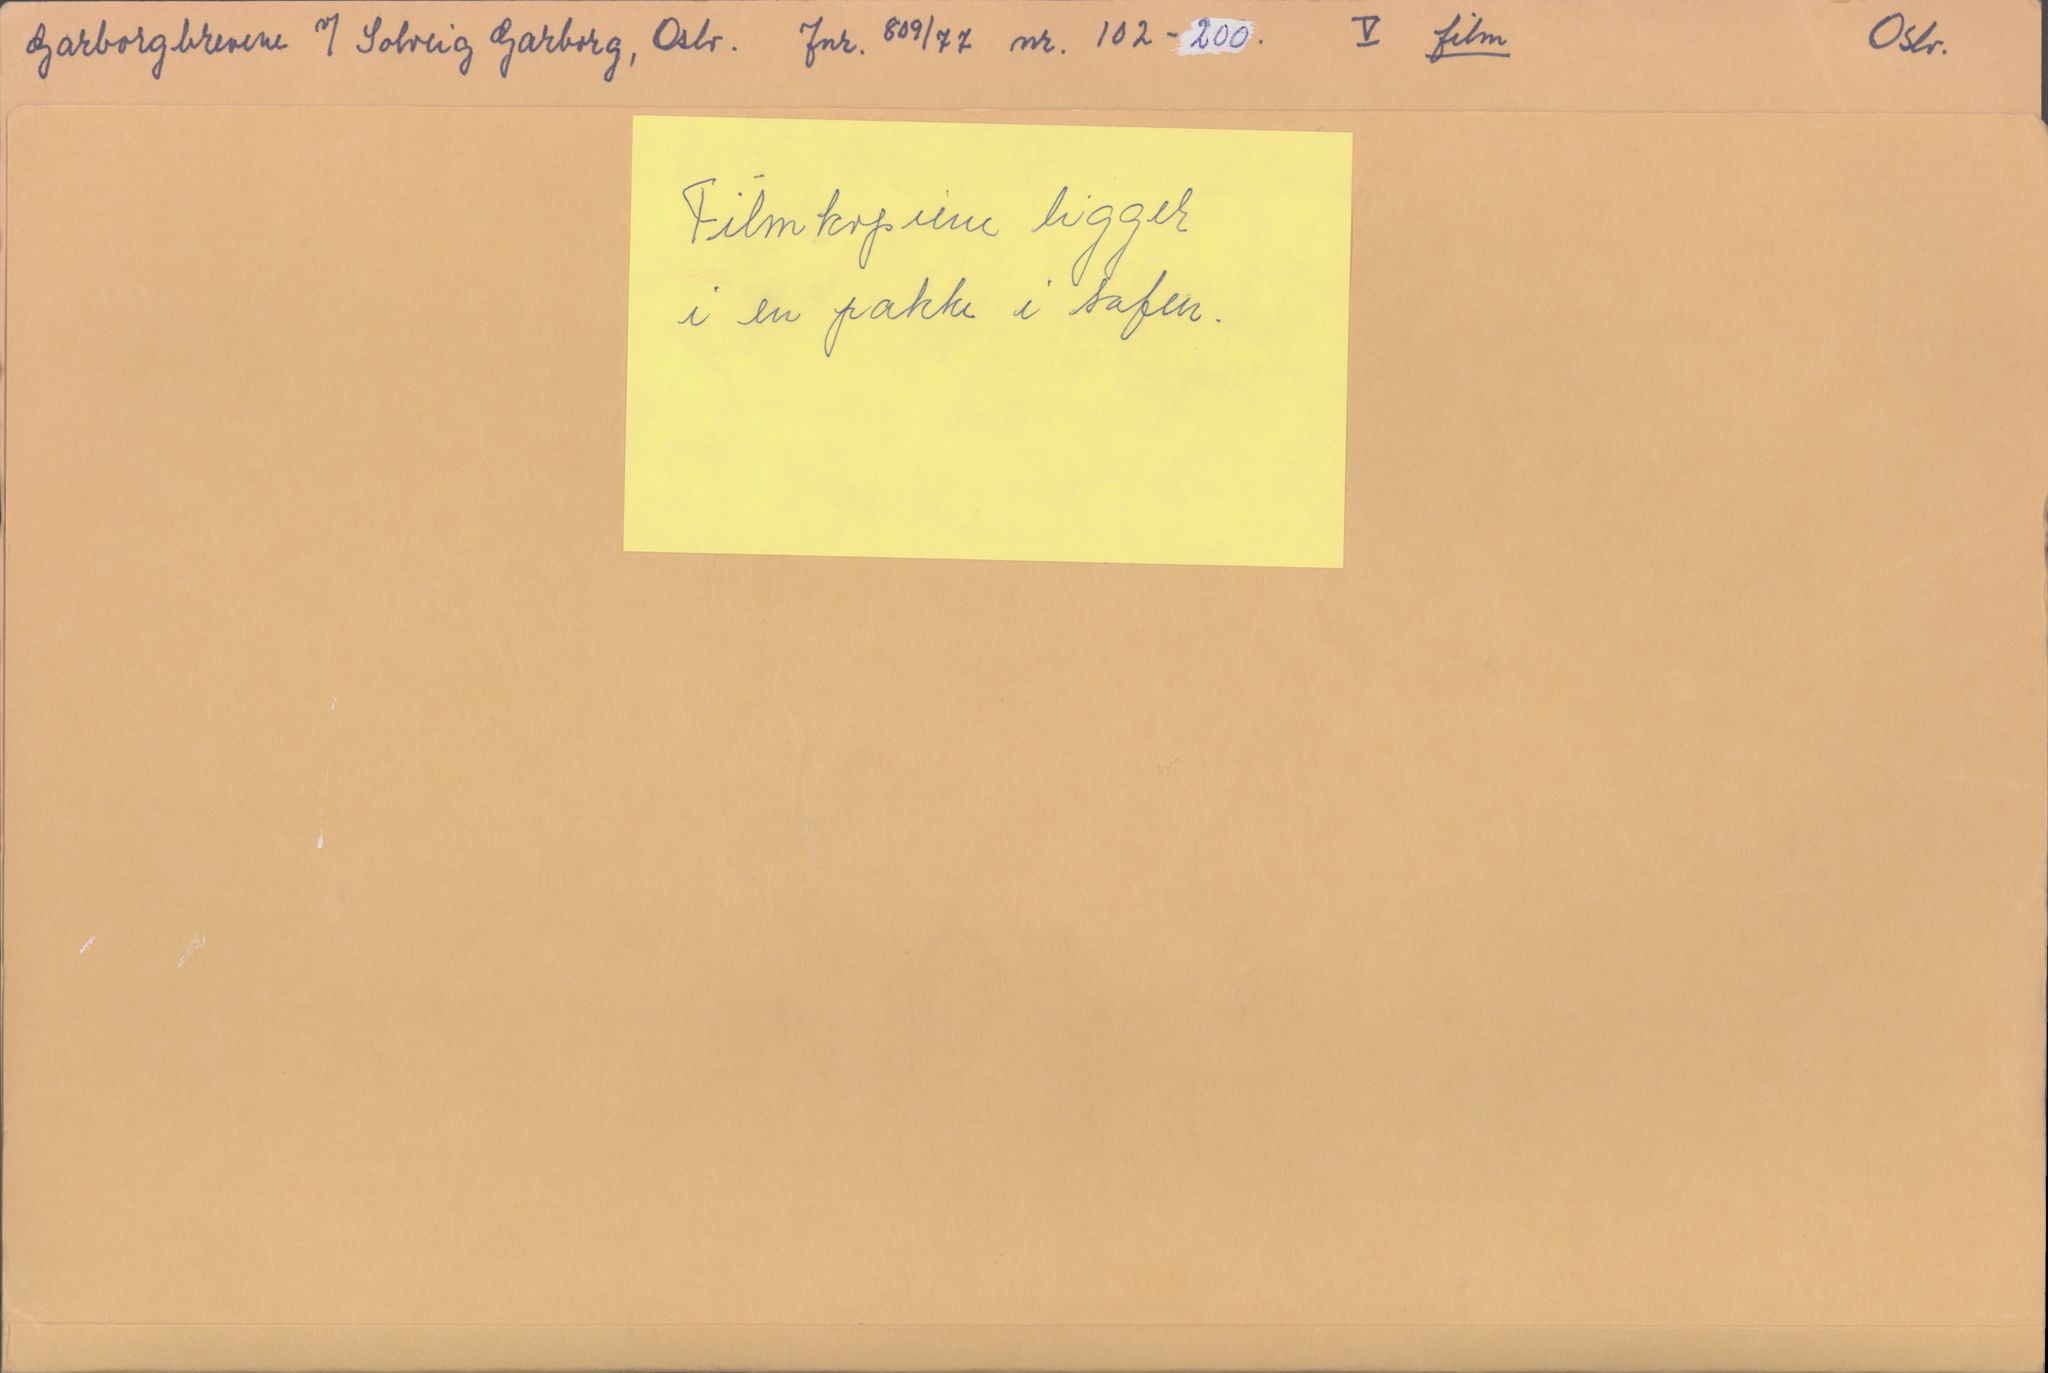 Garborgbrevene v/ Solveig Garborg, Oslo. Jnr. 809/77 nr. 102-200. V film Oslo.
Filmkopiene ligger
i en pakke i safen.